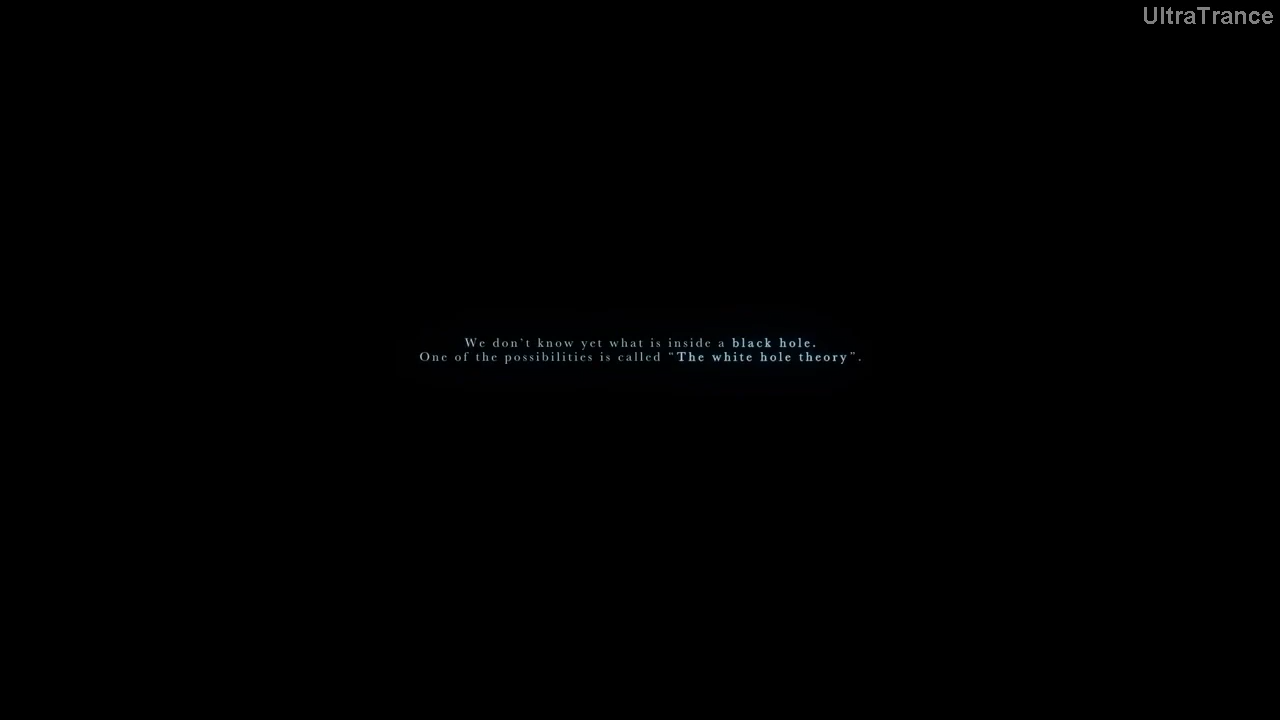 UltraTrance
We don't know yet what is inside a black hole.
One of the possibilities is called "The white hole theory".